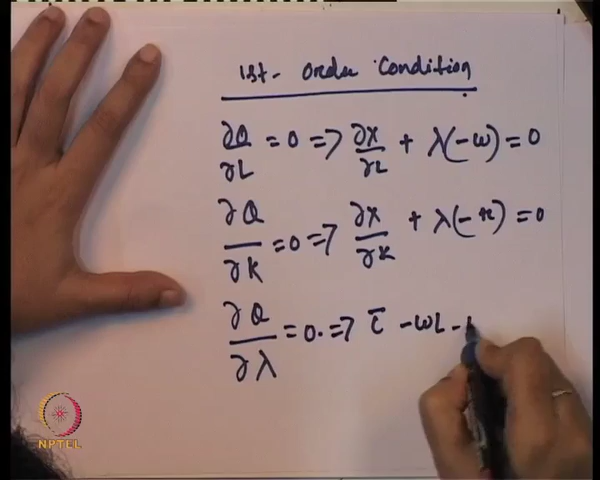 1st- Order Condition
∂Q/∂L = 0 => ∂X/∂L + λ(-w) = 0
∂Q/∂K = 0 => ∂X/∂K + λ(-r) = 0
∂Q/∂λ = 0. => C̅ - wL -
NPTEL